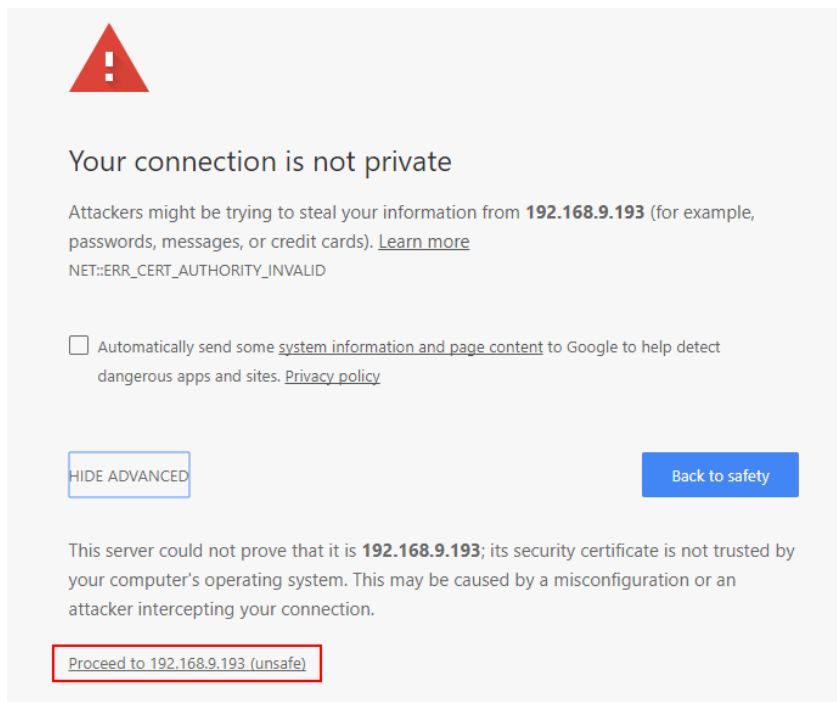 Your connection is not private
Attackers might be trying to steal your information from 192.168.9.193 (for example,
passwords, messages, or credit cards). Learn more
NET::ERR_CERT_AUTHORITY_INVALID
Automatically send some system information and page content to Google to help detect
dangerous apps and sites. Privacy policy
HIDE ADVANCED
Back to safety
This server could not prove that it is 192.168.9.193; its security certificate is not trusted by
your computer's operating system. This may be caused by a misconfiguration or an
attacker intercepting your connection.
Proceed to 192.168.9.193 (unsafe)